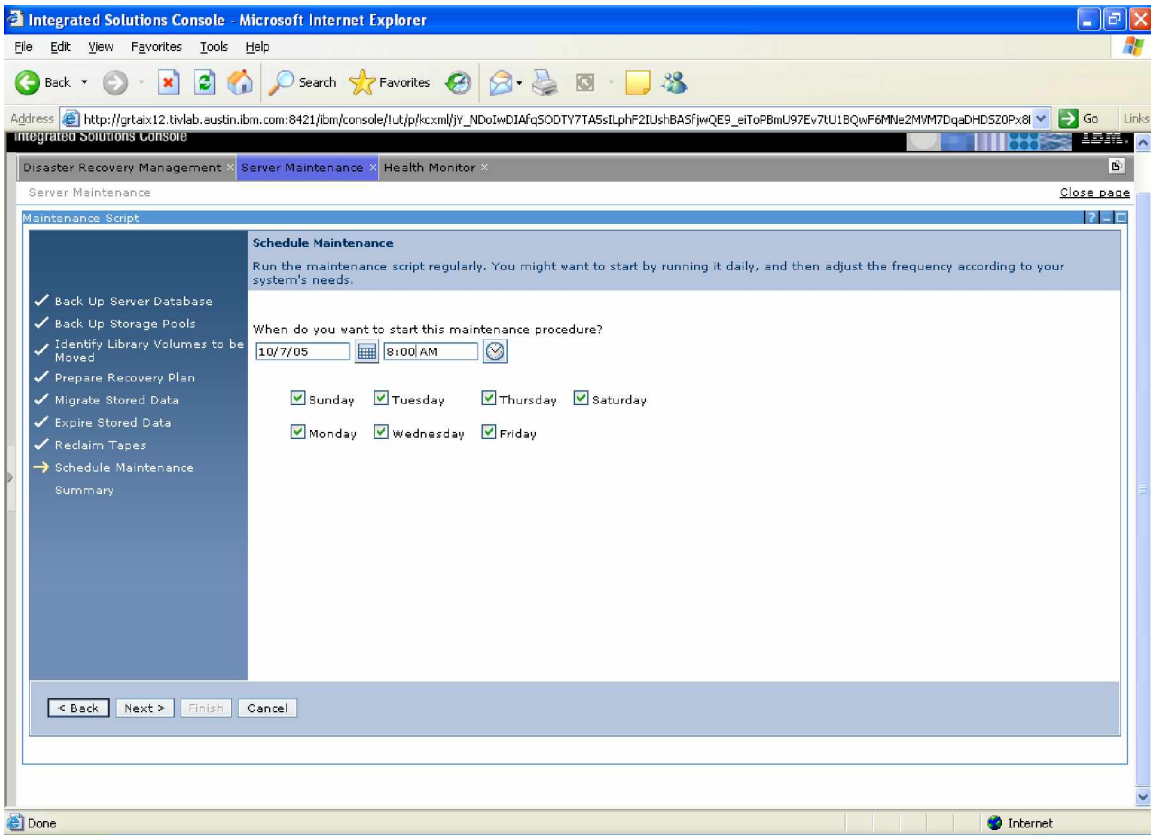 Integrated Solutions Console - Microsoft Internet Explorer
File Edit View Favorites Tools Help
Back Search Favorites
Address http://grtaix12.tivlab.austin.ibm.com:8421/ibm/console/!ut/p/kcxml/jY_NDoIwDIAfqSODTY7TA5sILphF2IUshBASfjwQE9_eiToPBmU97Ev7tU1BQwF6MNe2MVM7DqaDHDSZ0Px8l Go Links
Integrated Solutions Console IBM.
Disaster Recovery Management × Server Maintenance × Health Monitor ×
Server Maintenance Close page
Maintenance Script ?
Schedule Maintenance
Run the maintenance script regularly. You might want to start by running it daily, and then adjust the frequency according to your
system's needs.
Back Up Server Database
Back Up Storage Pools
Identify Library Volumes to be
Moved
Prepare Recovery Plan
Migrate Stored Data
Expire Stored Data
Reclaim Tapes
Schedule Maintenance
Summary
When do you want to start this maintenance procedure?
10/7/05 8:00 AM
Sunday Tuesday Thursday Saturday
Monday Wednesday Friday
< Back Next > Finish Cancel
Done Internet